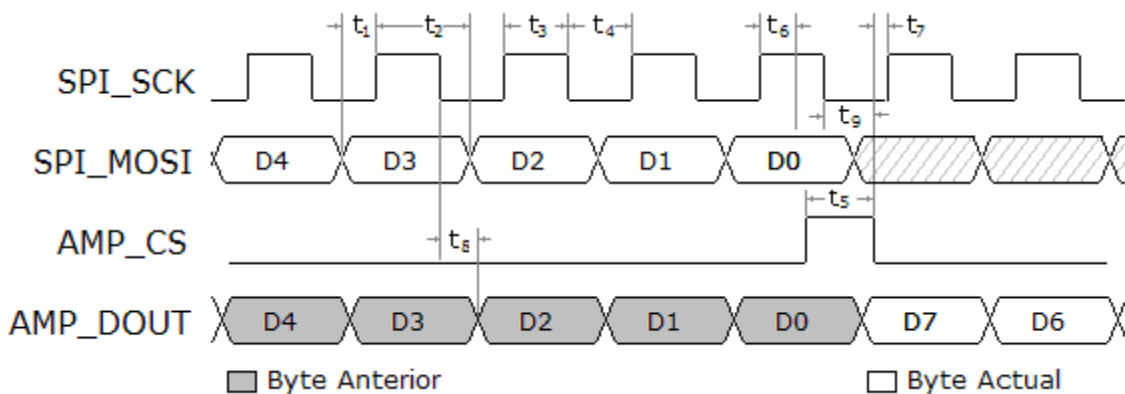 t₁ t₂ t₃ t₄ t₆ t₇
SPI_SCK
t₉
SPI_MOSI D4 D3 D2 D1 D0
t₅
AMP_CS
t₈
AMP_DOUT D4 D3 D2 D1 D0 D7 D6
Byte Anterior Byte Actual